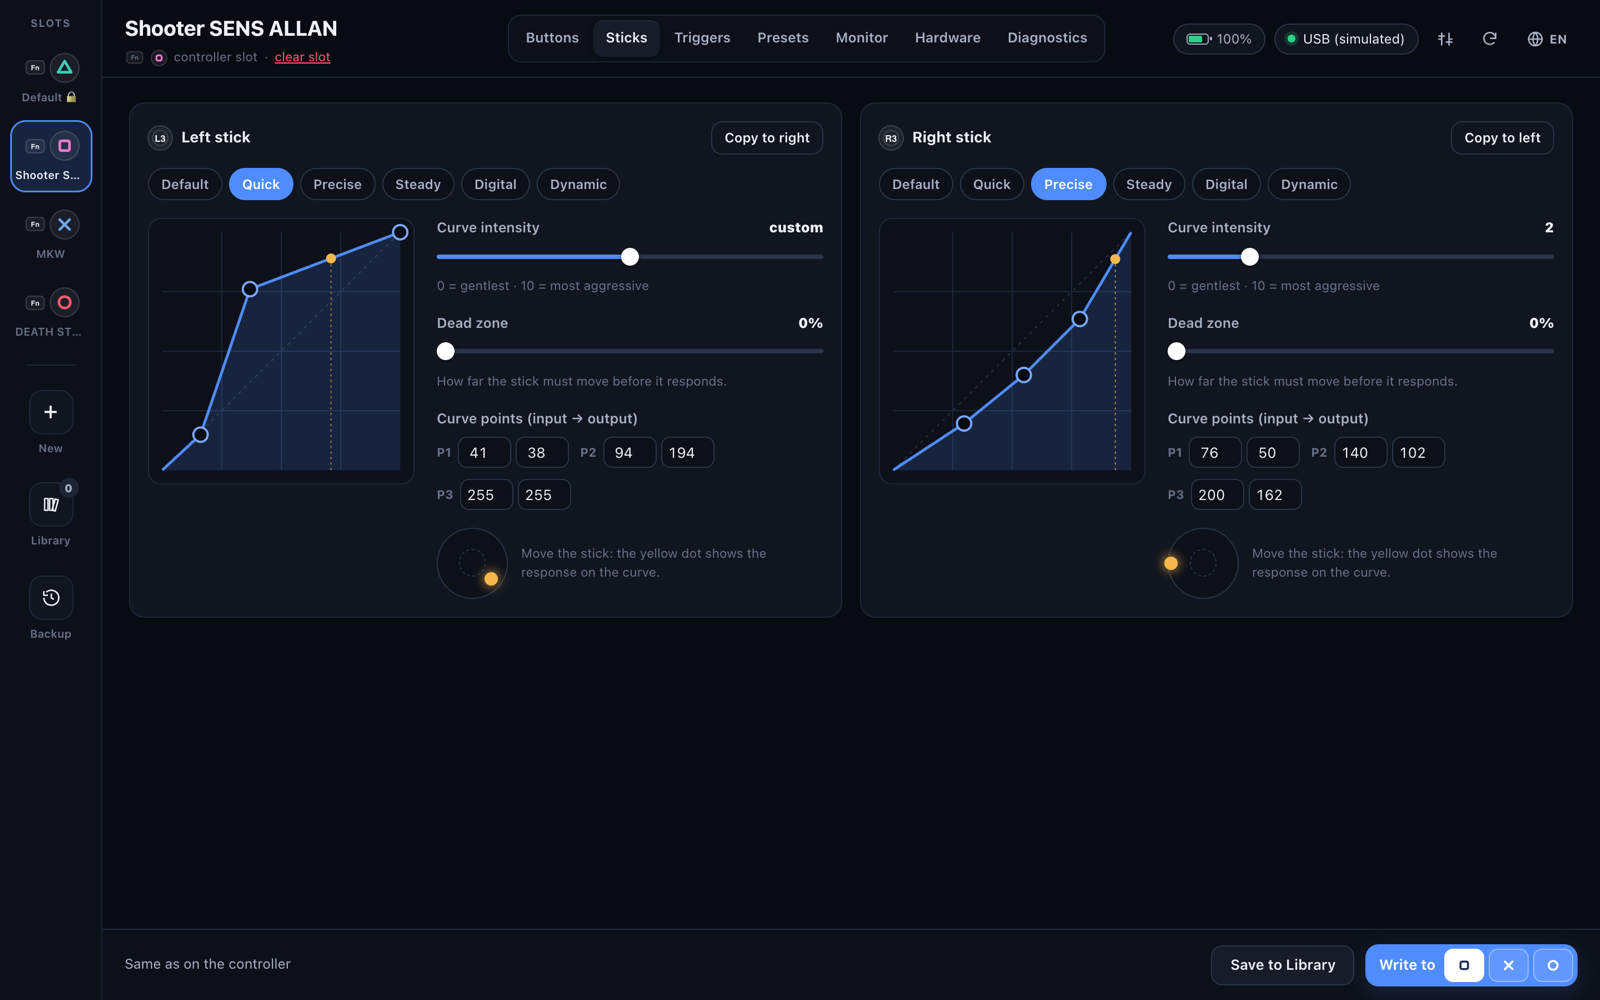 SLOTS
Fn
Default
Fn
Shooter S...
Fn
MKW
Fn
DEATH ST...
New
0
Library
Backup
Shooter SENS ALLAN
Fn controller slot · clear slot
Buttons Sticks Triggers Presets Monitor Hardware Diagnostics
100%
USB (simulated)
EN
L3 Left stick
Copy to right
Default Quick Precise Steady Digital Dynamic
Curve intensity custom
0 = gentlest · 10 = most aggressive
Dead zone 0%
How far the stick must move before it responds.
Curve points (input → output)
P1 41 38 P2 94 194
P3 255 255
Move the stick: the yellow dot shows the
response on the curve.
R3 Right stick
Copy to left
Default Quick Precise Steady Digital Dynamic
Curve intensity 2
0 = gentlest · 10 = most aggressive
Dead zone 0%
How far the stick must move before it responds.
Curve points (input → output)
P1 76 50 P2 140 102
P3 200 162
Move the stick: the yellow dot shows the
response on the curve.
Same as on the controller
Save to Library
Write to